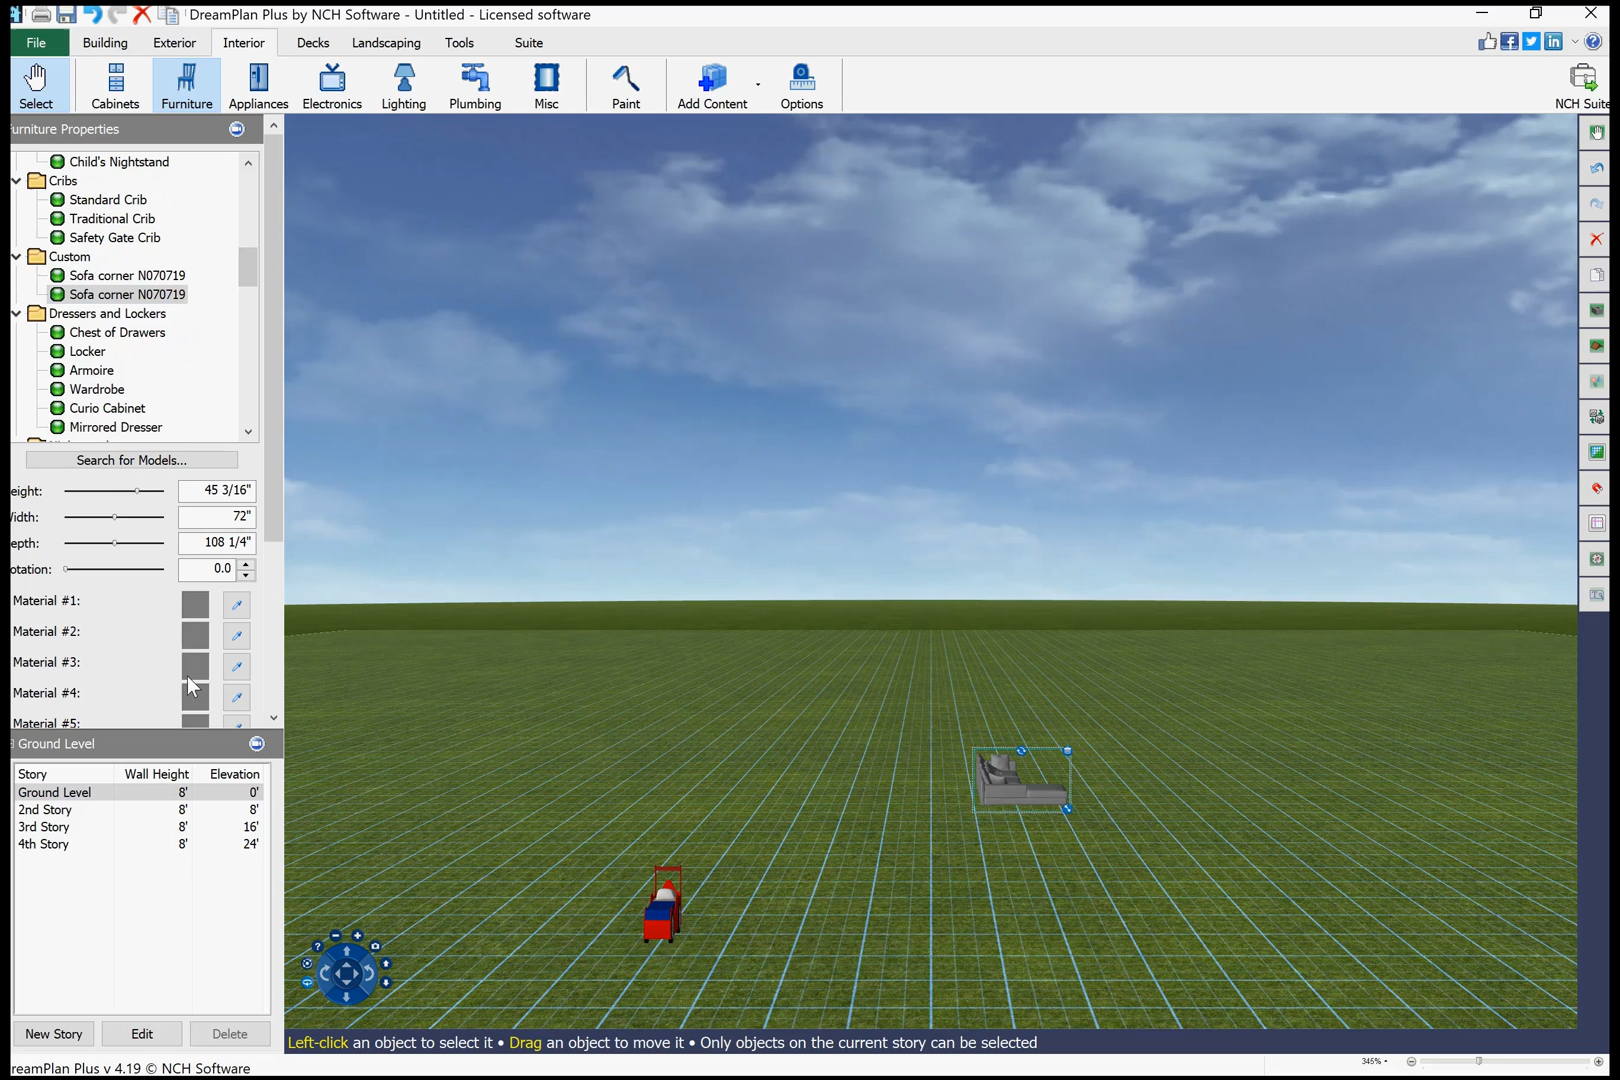 DreamPlan Plus by NCH Software - Untitled - Licensed software
File Building Exterior Interior Decks Landscaping Tools Suite
Select Cabinets Furniture Appliances Electronics Lighting Plumbing Misc Paint Add Content Options NCH Suite
urniture Properties
Child's Nightstand
Cribs
Standard Crib
Traditional Crib
Safety Gate Crib
Custom
Sofa corner N070719
Sofa corner N070719
Dressers and Lockers
Chest of Drawers
Locker
Armoire
Wardrobe
Curio Cabinet
Mirrored Dresser
Search for Models...
eight: 45 3/16"
idth: 72"
epth: 108 1/4"
otation: 0.0
Material #1:
Material #2:
Material #3:
Material #4:
Material #5:
Ground Level
Story Wall Height Elevation
Ground Level 8' 0'
2nd Story 8' 8'
3rd Story 8' 16'
4th Story 8' 24'
New Story Edit Delete
Left-click an object to select it • Drag an object to move it • Only objects on the current story can be selected
reamPlan Plus v 4.19 © NCH Software
345%